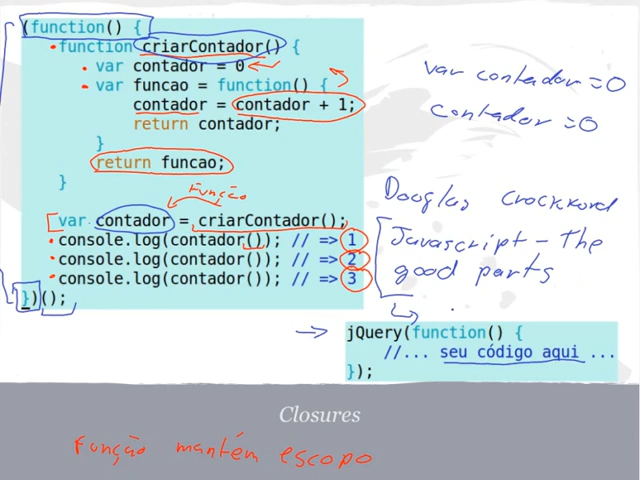 (function() {
function criarContador() {
var contador = 0
var funcao = function() {
contador = contador + 1;
return contador;
}
return funcao;
}
Função
var contador = criarContador();
console.log(contador()); // => 1
console.log(contador()); // => 2
console.log(contador()); // => 3
})();
var contador = 0
contador = 0
Douglas Crockword
Javascript - The
good parts
jQuery(function() {
//... seu código aqui ...
});
Closures
Função mantém escopo